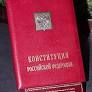 КОНСТИТУЦИЯ
РОССИЙСКОЙ ФЕДЕРАЦИИ